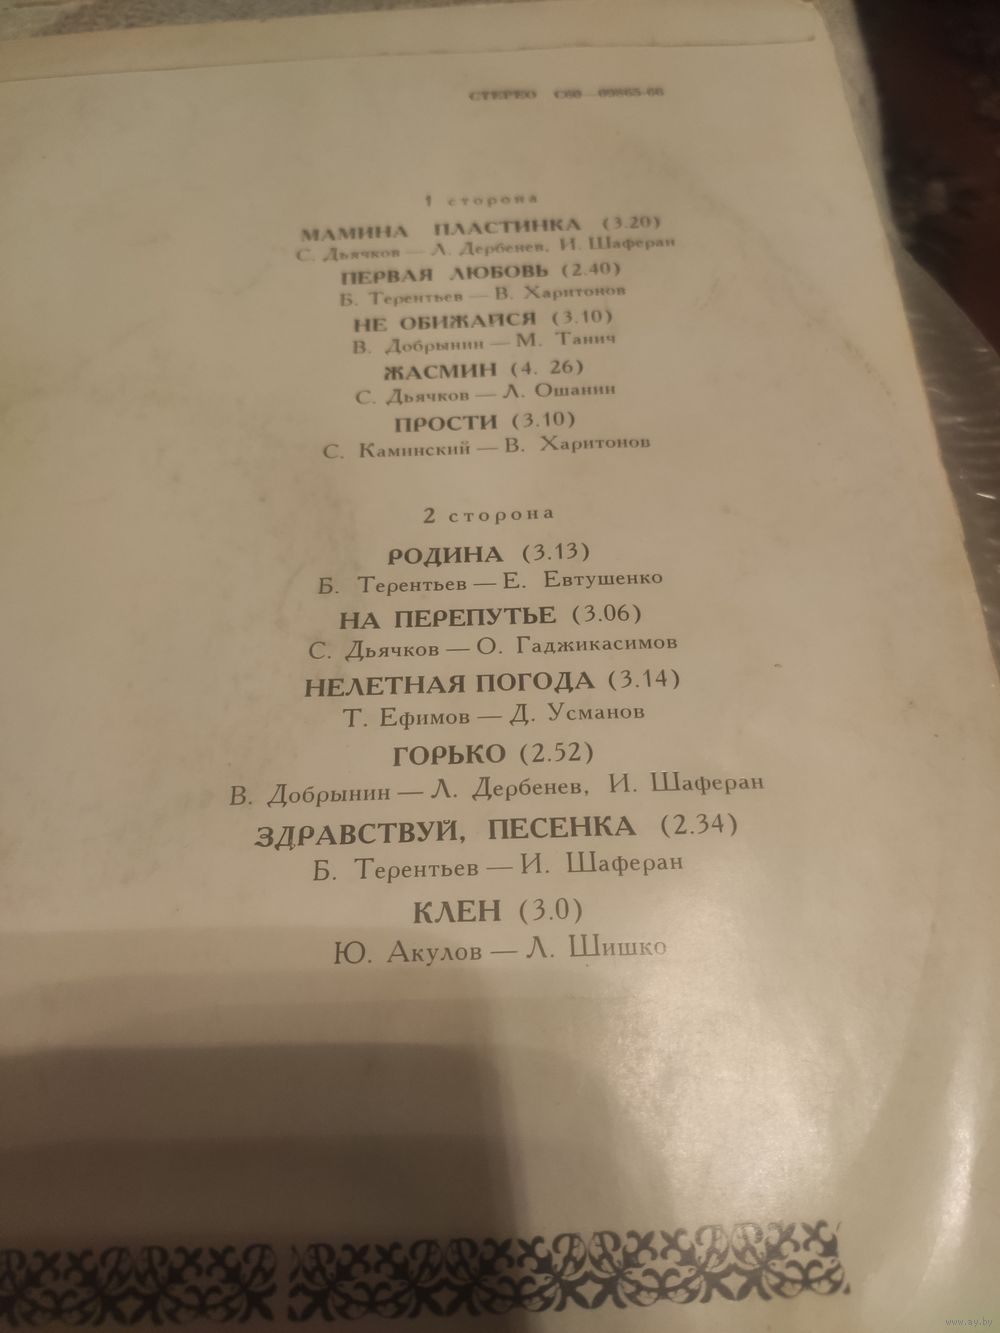 СТЕРЕО С60—09865-66
1 сторона
МАМИНА ПЛАСТИНКА (3.20)
С. Дьячков — Л. Дербенев, И. Шаферан
ПЕРВАЯ ЛЮБОВЬ (2.40)
Б. Терентьев — В. Харитонов
НЕ ОБИЖАЙСЯ (3.10)
В. Добрынин — М. Танич
ЖАСМИН (4. 26)
С. Дьячков — Л. Ошанин
ПРОСТИ (3.10)
С. Каминский — В. Харитонов
2 сторона
РОДИНА (3.13)
Б. Терентьев — Е. Евтушенко
НА ПЕРЕПУТЬЕ (3.06)
С. Дьячков — О. Гаджикасимов
НЕЛЕТНАЯ ПОГОДА (3.14)
Т. Ефимов — Д. Усманов
ГОРЬКО (2.52)
В. Добрынин — Л. Дербенев, И. Шаферан
ЗДРАВСТВУЙ, ПЕСЕНКА (2.34)
Б. Терентьев — И. Шаферан
КЛЕН (3.0)
Ю. Акулов — Л. Шишко
www.ay.by